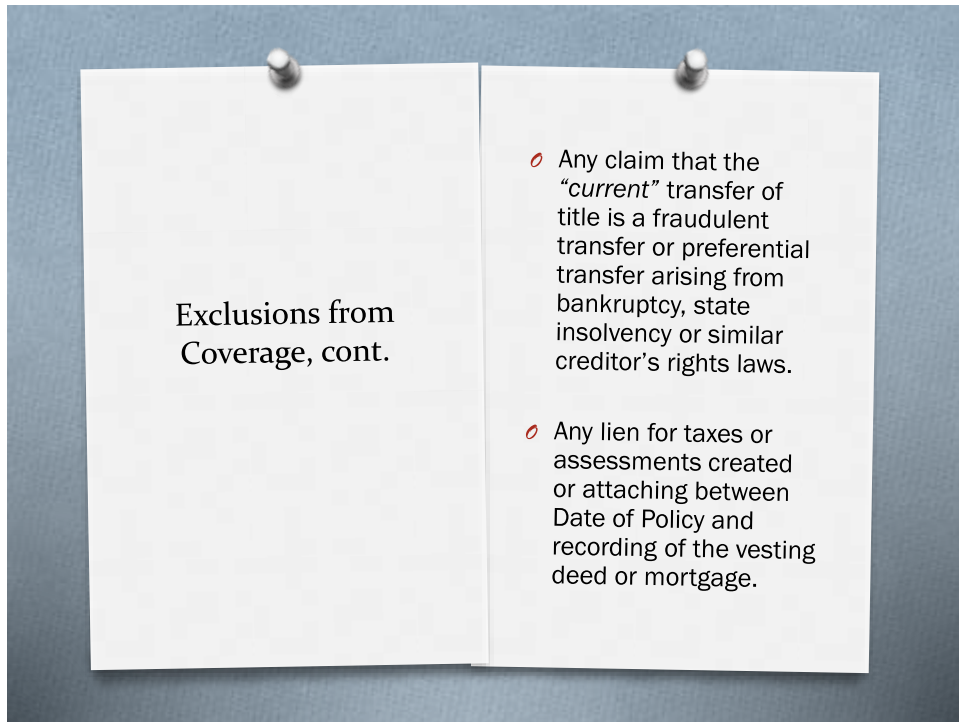 Exclusions from
Coverage, cont.
Any claim that the
“current” transfer of
title is a fraudulent
transfer or preferential
transfer arising from
bankruptcy, state
insolvency or similar
creditor’s rights laws.
Any lien for taxes or
assessments created
or attaching between
Date of Policy and
recording of the vesting
deed or mortgage.